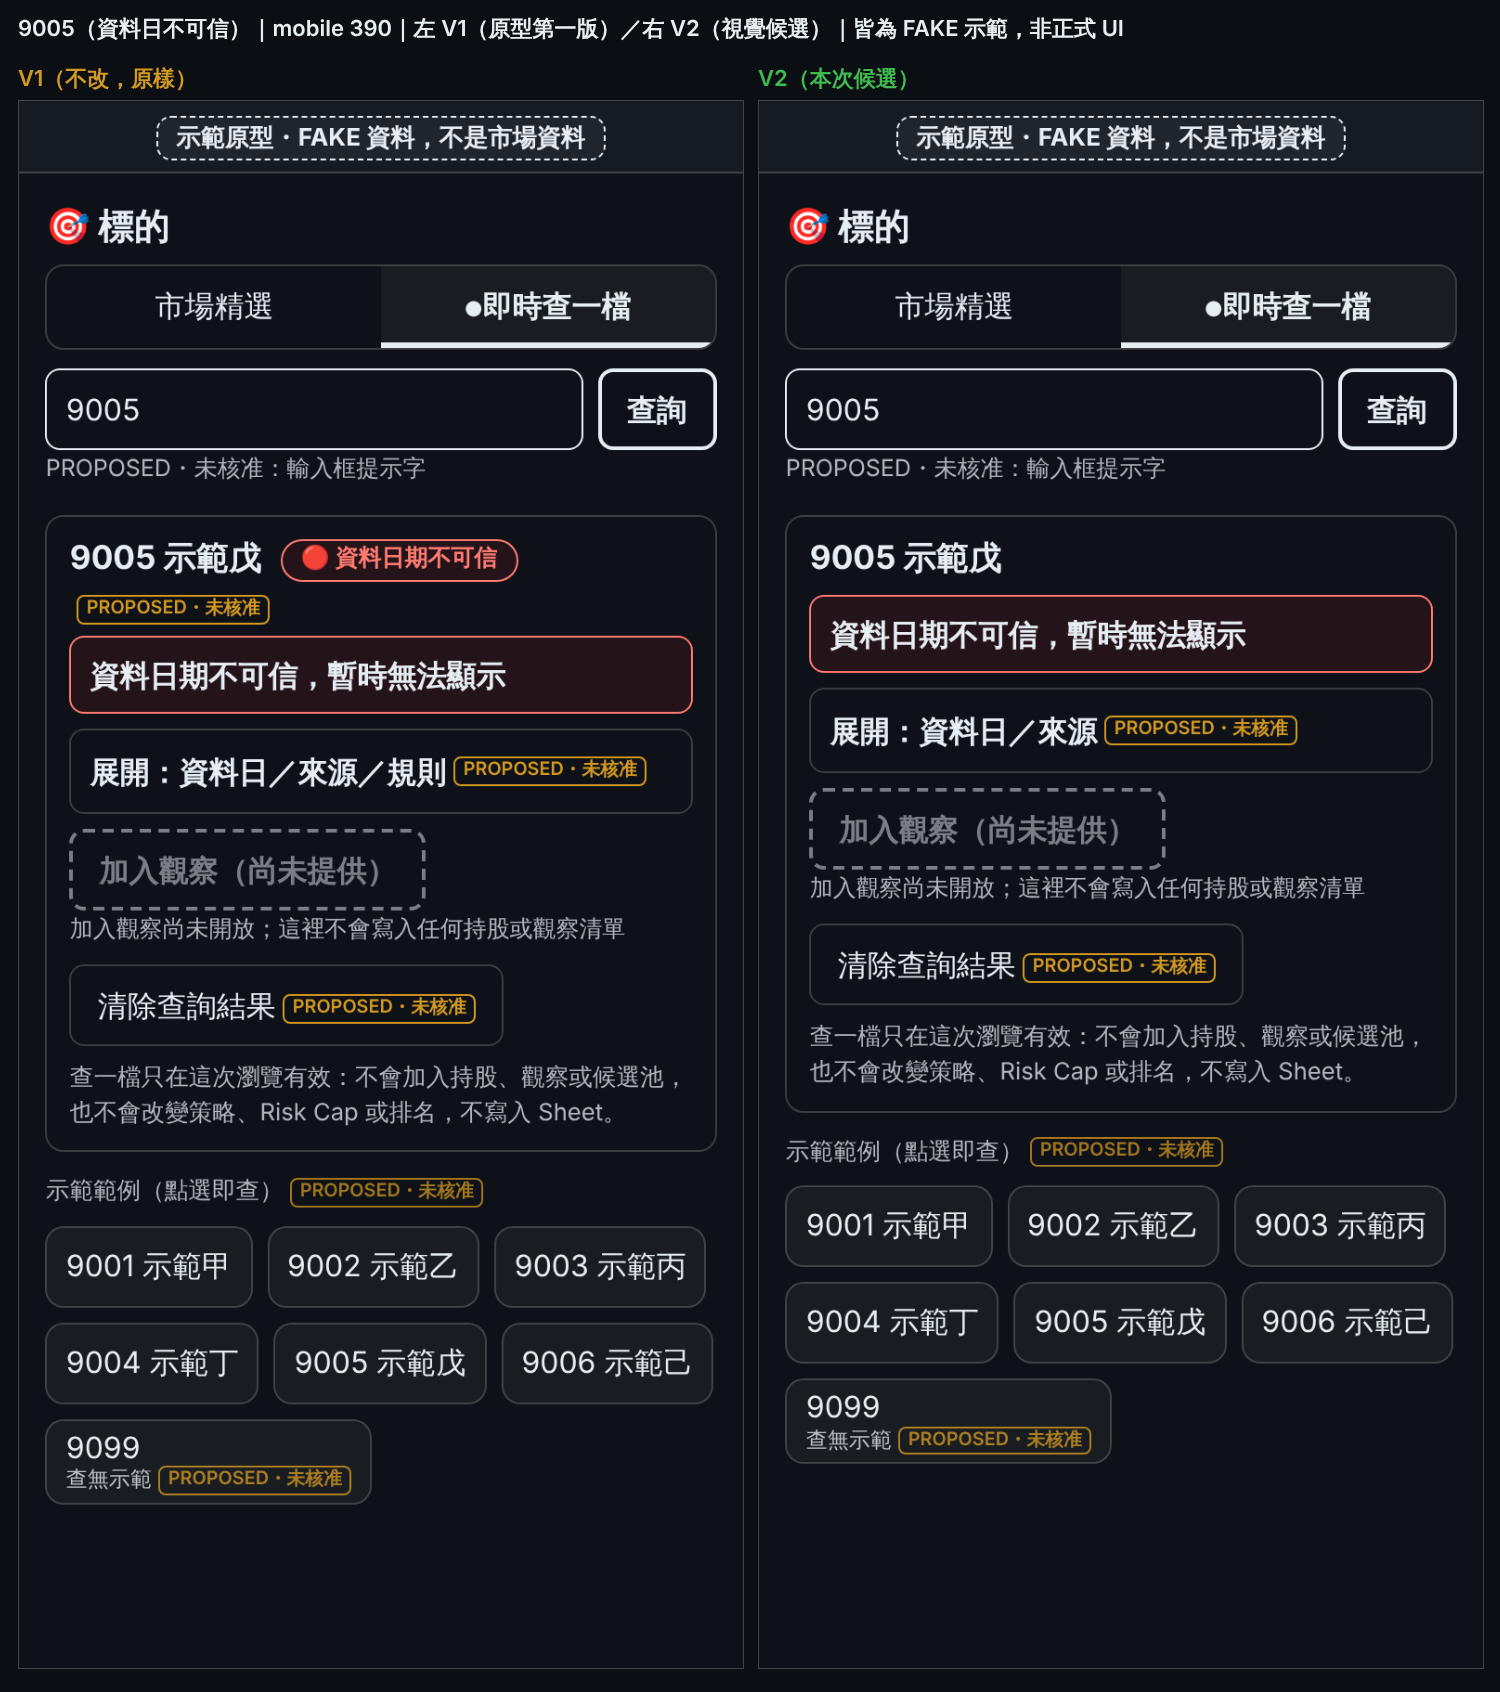 9005（資料日不可信）｜mobile 390｜左 V1（原型第一版）／右 V2（視覺候選）｜皆為 FAKE 示範，非正式 UI
V1（不改，原樣）
示範原型・FAKE 資料，不是市場資料
🎯 標的
市場精選
●即時查一檔
9005
查詢
PROPOSED・未核准：輸入框提示字
9005 示範戊
🔴 資料日期不可信
PROPOSED・未核准
資料日期不可信，暫時無法顯示
展開：資料日／來源／規則 PROPOSED・未核准
加入觀察（尚未提供）
加入觀察尚未開放；這裡不會寫入任何持股或觀察清單
清除查詢結果 PROPOSED・未核准
查一檔只在這次瀏覽有效：不會加入持股、觀察或候選池，
也不會改變策略、Risk Cap 或排名，不寫入 Sheet。
示範範例（點選即查） PROPOSED・未核准
9001 示範甲
9002 示範乙
9003 示範丙
9004 示範丁
9005 示範戊
9006 示範己
9099
查無示範 PROPOSED・未核准
V2（本次候選）
示範原型・FAKE 資料，不是市場資料
🎯 標的
市場精選
●即時查一檔
9005
查詢
PROPOSED・未核准：輸入框提示字
9005 示範戊
資料日期不可信，暫時無法顯示
展開：資料日／來源 PROPOSED・未核准
加入觀察（尚未提供）
加入觀察尚未開放；這裡不會寫入任何持股或觀察清單
清除查詢結果 PROPOSED・未核准
查一檔只在這次瀏覽有效：不會加入持股、觀察或候選池，
也不會改變策略、Risk Cap 或排名，不寫入 Sheet。
示範範例（點選即查） PROPOSED・未核准
9001 示範甲
9002 示範乙
9003 示範丙
9004 示範丁
9005 示範戊
9006 示範己
9099
查無示範 PROPOSED・未核准